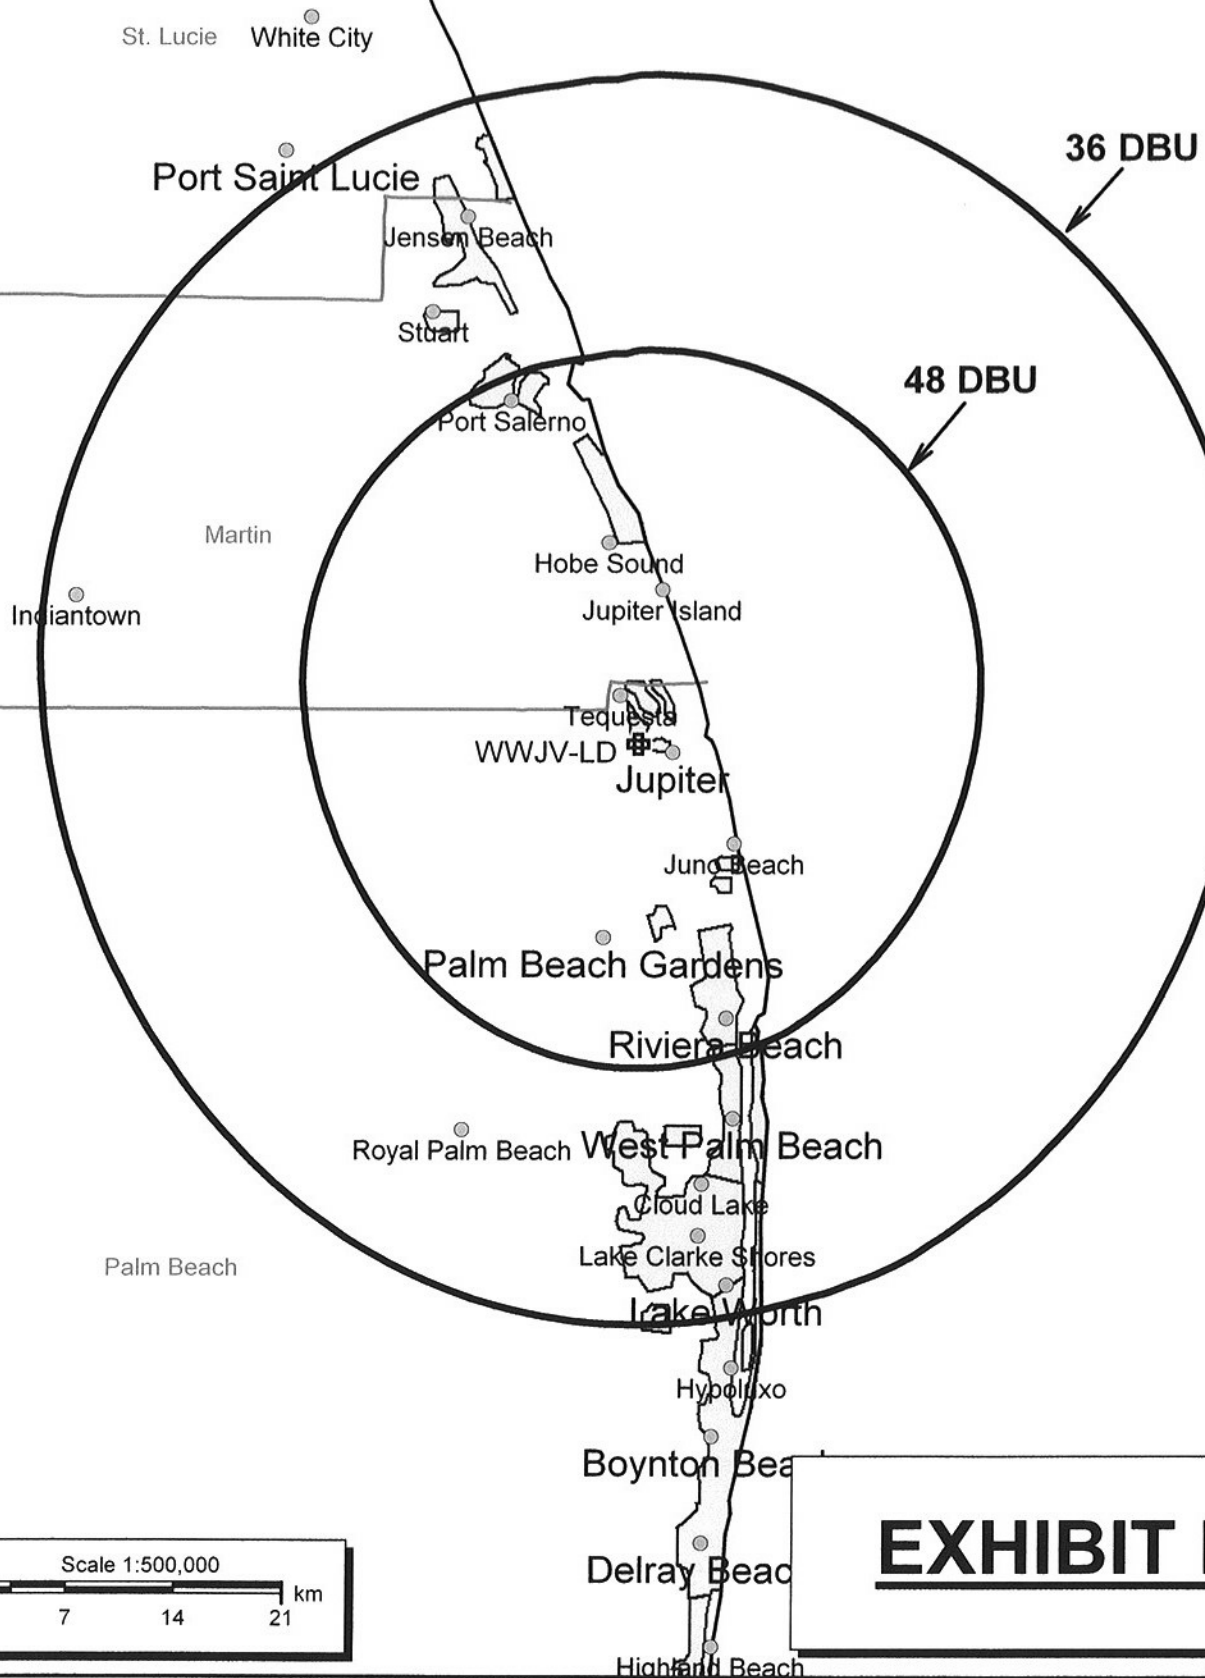 St. Lucie
White City
36 DBU
Port Saint Lucie
Jensen Beach
Stuart
48 DBU
Port Salerno
Martin
Hobe Sound
Jupiter Island
Indiantown
Tequesta
WWJV-LD
Jupiter
Juno Beach
Palm Beach Gardens
Riviera Beach
Royal Palm Beach
West Palm Beach
Cloud Lake
Lake Clarke Shores
Palm Beach
Lake Worth
Hypoluxo
Boynton Bea
EXHIBIT
Scale 1:500,000
km
7 14 21
Delray Beac
Highland Beach